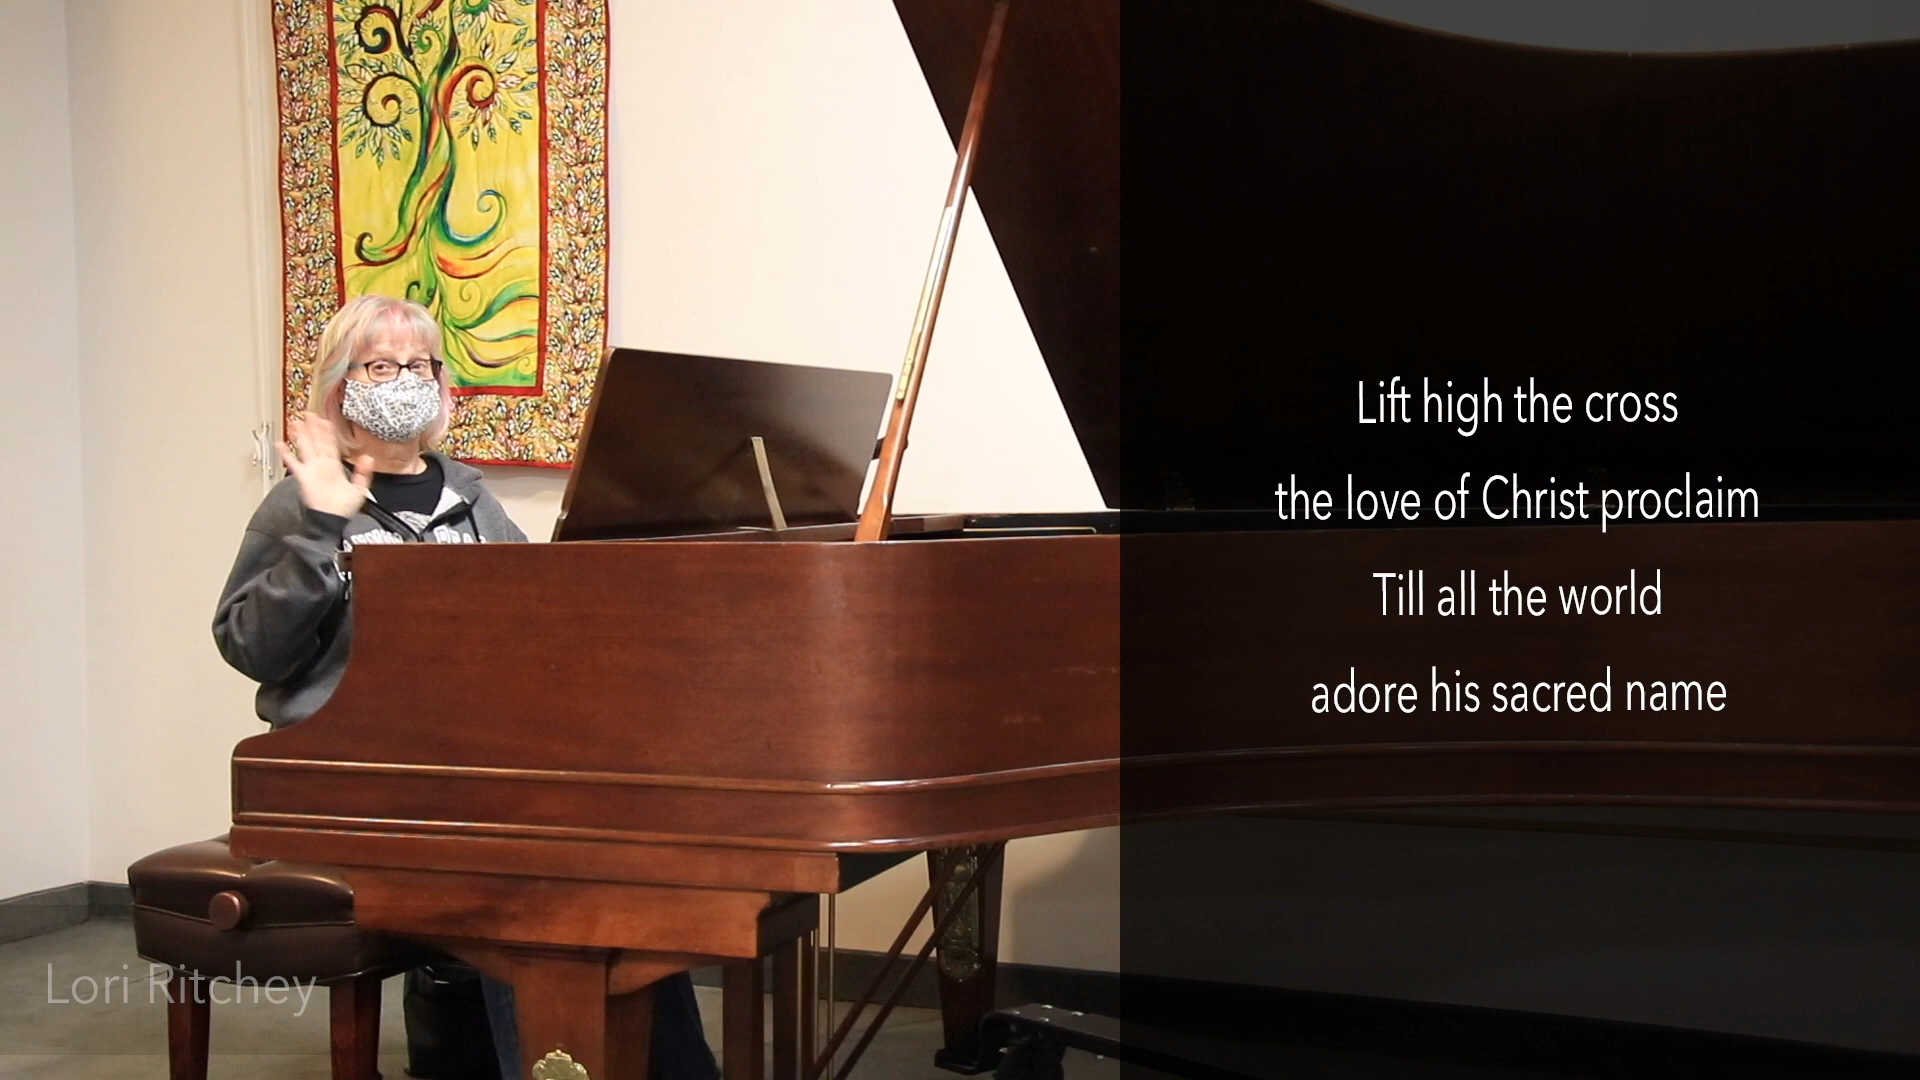 Lift high the cross
the love of Christ proclaim
Till all the world
adore his sacred name
Lori Ritchey